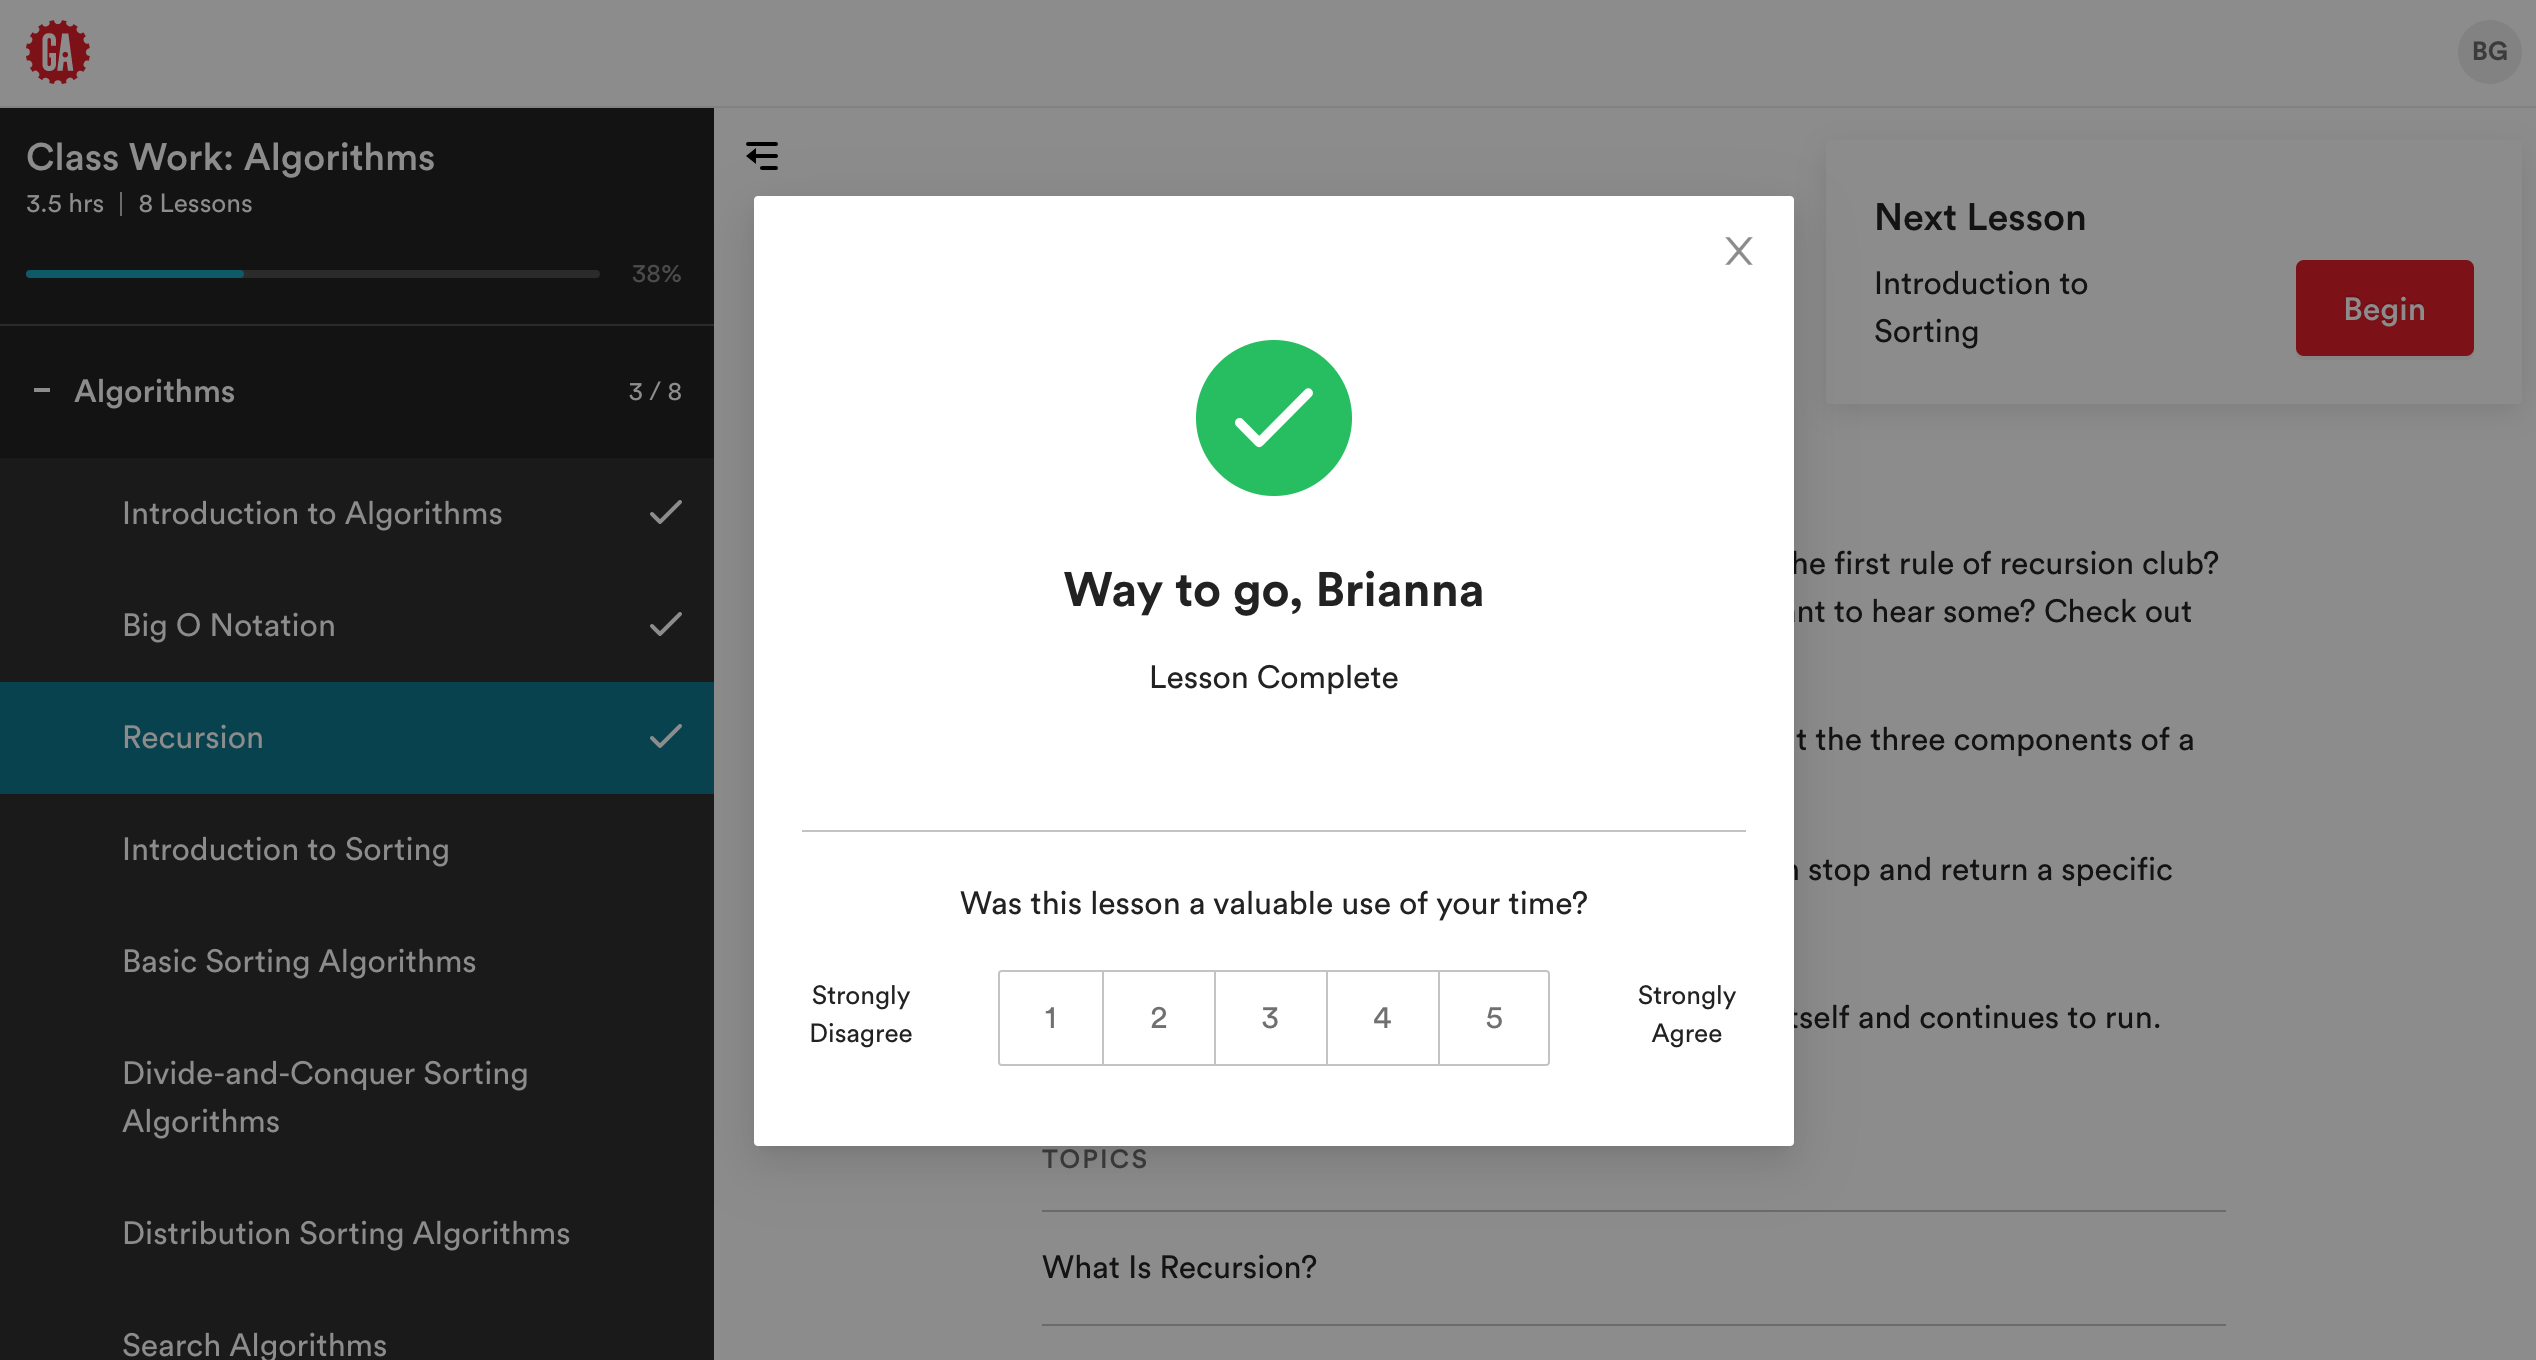 GA
BG
Class Work: Algorithms
3.5 hrs | 8 Lessons
38%
Algorithms
3 / 8
Introduction to Algorithms
Big O Notation
Recursion
Introduction to Sorting
Basic Sorting Algorithms
Divide-and-Conquer Sorting
Algorithms
Distribution Sorting Algorithms
Search Algorithms
Next Lesson
Introduction to
Sorting
Begin
X
Way to go, Brianna
Lesson Complete
Was this lesson a valuable use of your time?
Strongly
Disagree
1 2 3 4 5
Strongly
Agree
first rule of recursion club?
to hear some? Check out
the three components of a
stop and return a specific
and continues to run.
TOPICS
What Is Recursion?